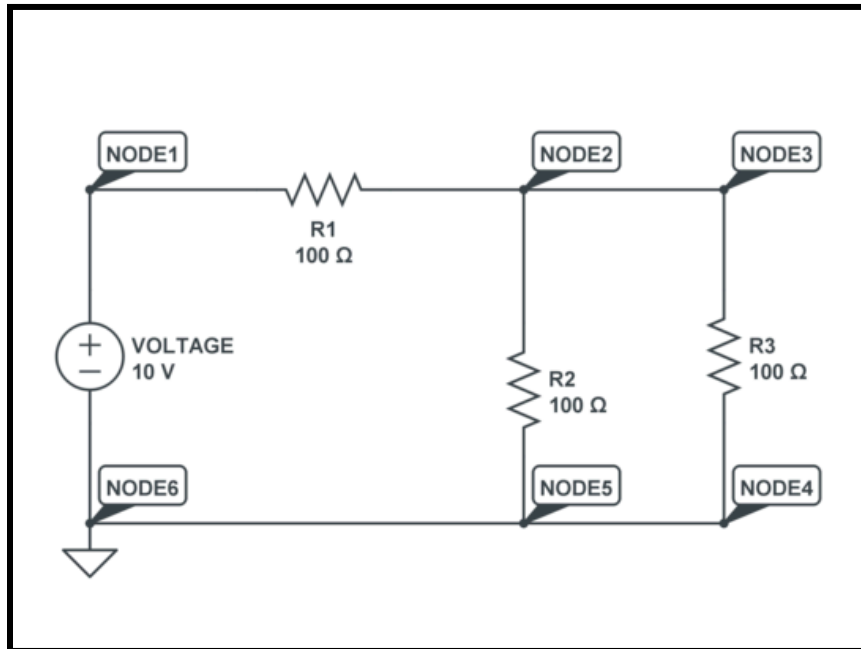 NODE1
NODE2
NODE3
R1
100 Ω
VOLTAGE
10 V
R2
100 Ω
R3
100 Ω
NODE6
NODE5
NODE4